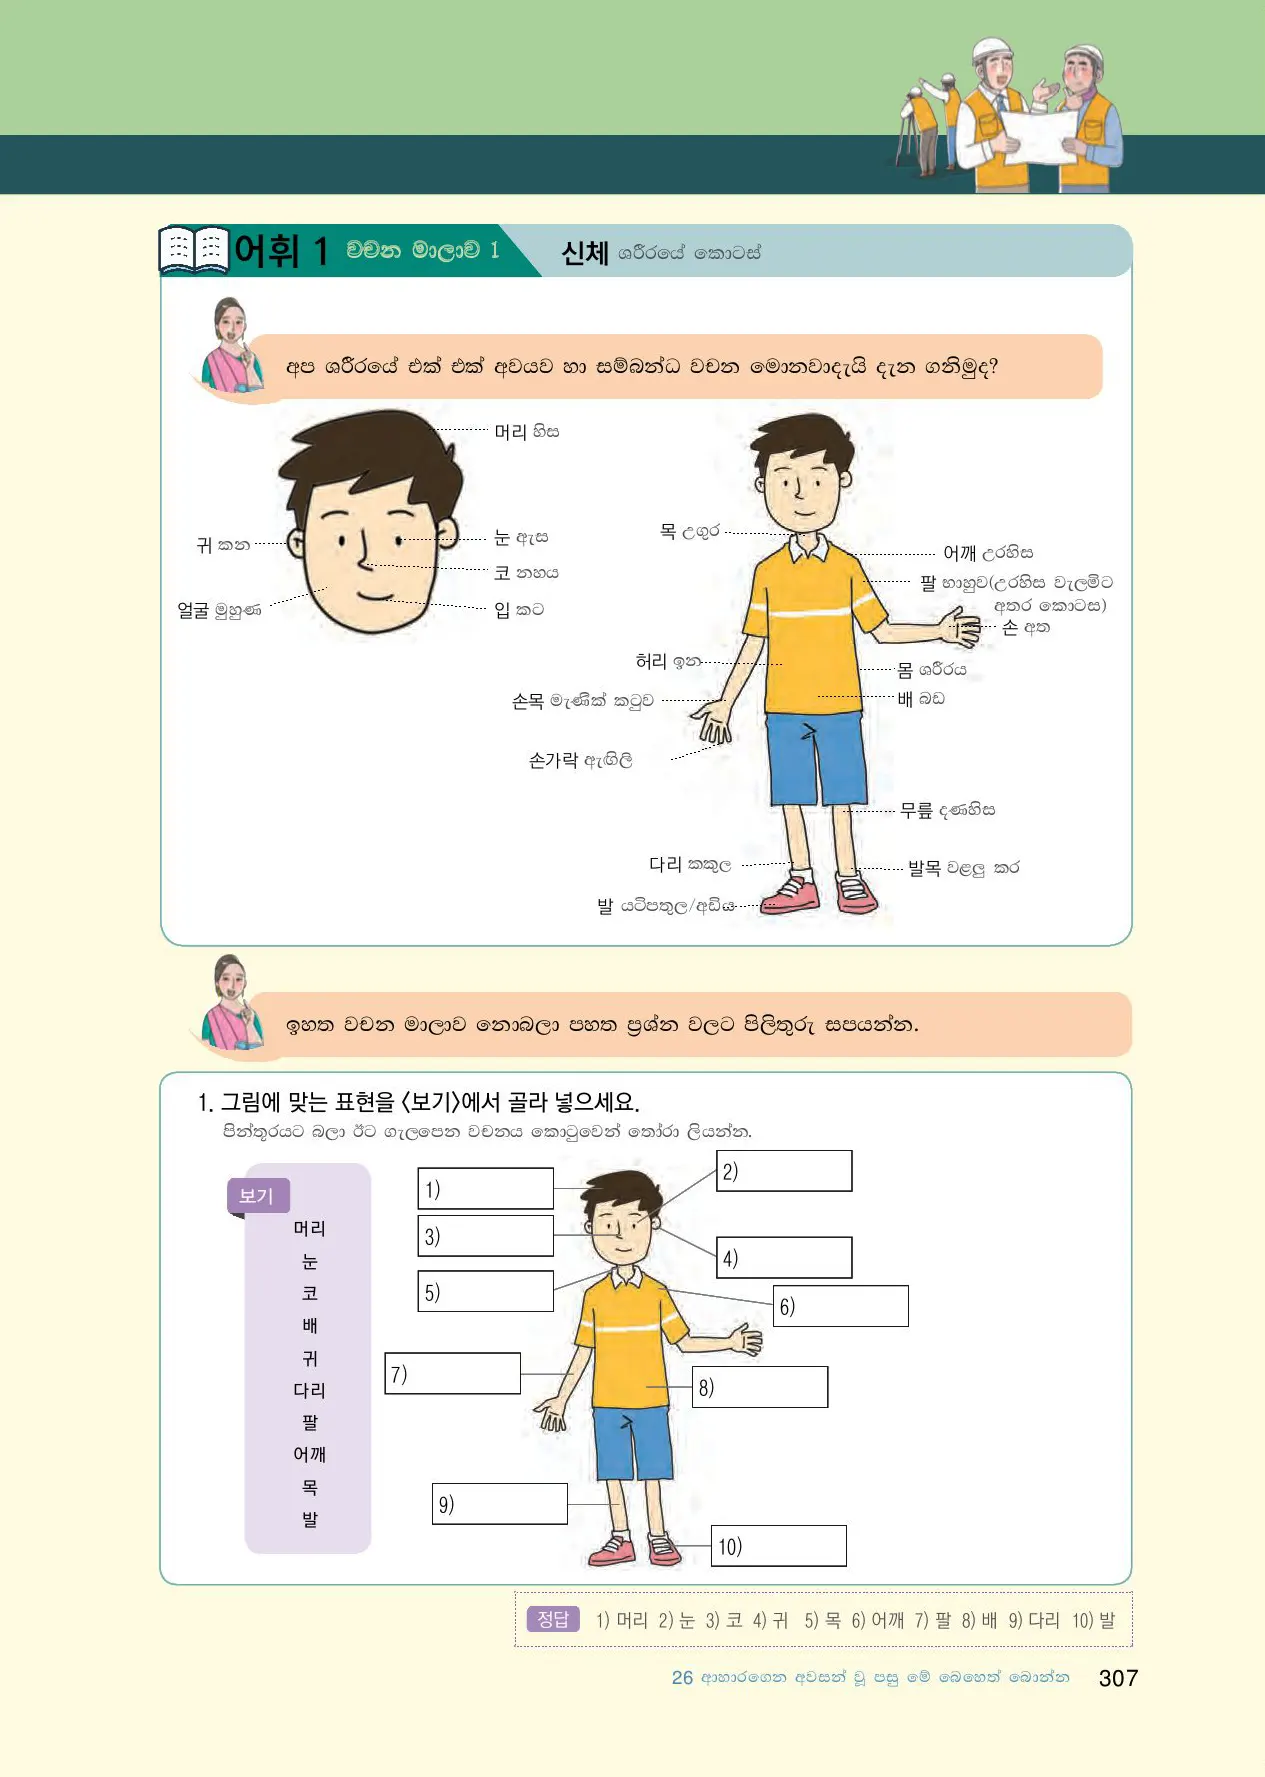 어휘 1 වචන මාලාව 1 신체 ශරීරයේ කොටස්
අප ශරීරයේ එක් එක් අවයව හා සම්බන්ධ වචන මොනවාදැයි දැන ගනිමුද?
머리 හිස
귀 කන
눈 ඇස
코 නහය
얼굴 මුහුණ
입 කට
목 උගුර
어깨 උරහිස
팔 භාහුව(උරහිස වැලමිට
අතර කොටස)
손 අත
허리 ඉන
몸 ශරීරය
손목 මැණික් කටුව
배 බඩ
손가락 ඇඟිලි
무릎 දණහිස
다리 කකුල
발목 වළලු කර
발 යටිපතුල/අඩිය
ඉහත වචන මාලාව නොබලා පහත ප්‍රශ්න වලට පිලිතුරු සපයන්න.
1. 그림에 맞는 표현을 〈보기〉에서 골라 넣으세요.
පින්තූරයට බලා ඊට ගැලපෙන වචනය කොටුවෙන් තෝරා ලියන්න.
보기
머리
눈
코
배
귀
다리
팔
어깨
목
발
1)
2)
3)
4)
5)
6)
7)
8)
9)
10)
정답 1) 머리 2) 눈 3) 코 4) 귀 5) 목 6) 어깨 7) 팔 8) 배 9) 다리 10) 발
26 ආහාරගෙන අවසන් වූ පසු මේ බෙහෙත් බොන්න 307